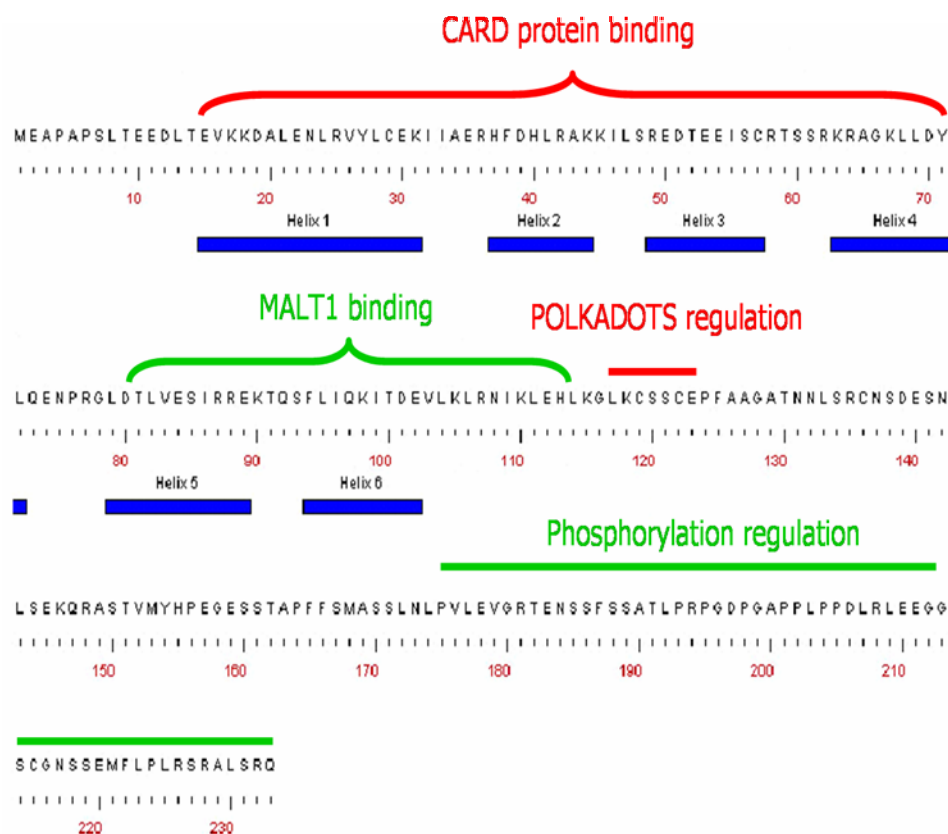 CARD protein binding
MEAPAPSLTEEDLTEVKKDALENLRVYLCEKIIAERHFDHLRAKKILSREDTEEISCRTSSRKRAGKLLDY
10 20 30 40 50 60 70
Helix 1 Helix 2 Helix 3 Helix 4
MALT1 binding
POLKADOTS regulation
LQENPRGLDTLVESIRREKTQSFLIQKITDEVLKLRNIKLEHLKGLKCSSCEPFAAGATNNLSRCNSDESN
80 90 100 110 120 130 140
Helix 5 Helix 6
Phosphorylation regulation
LSEKQRASTVMYHPEGESSTAPFFSMASSLNLPVLEVGRTENSSFSSATLPRPGDPGAPPLPPDLRLEEGG
150 160 170 180 190 200 210
SCGNSSEMFLPLRSRALSRQ
220 230